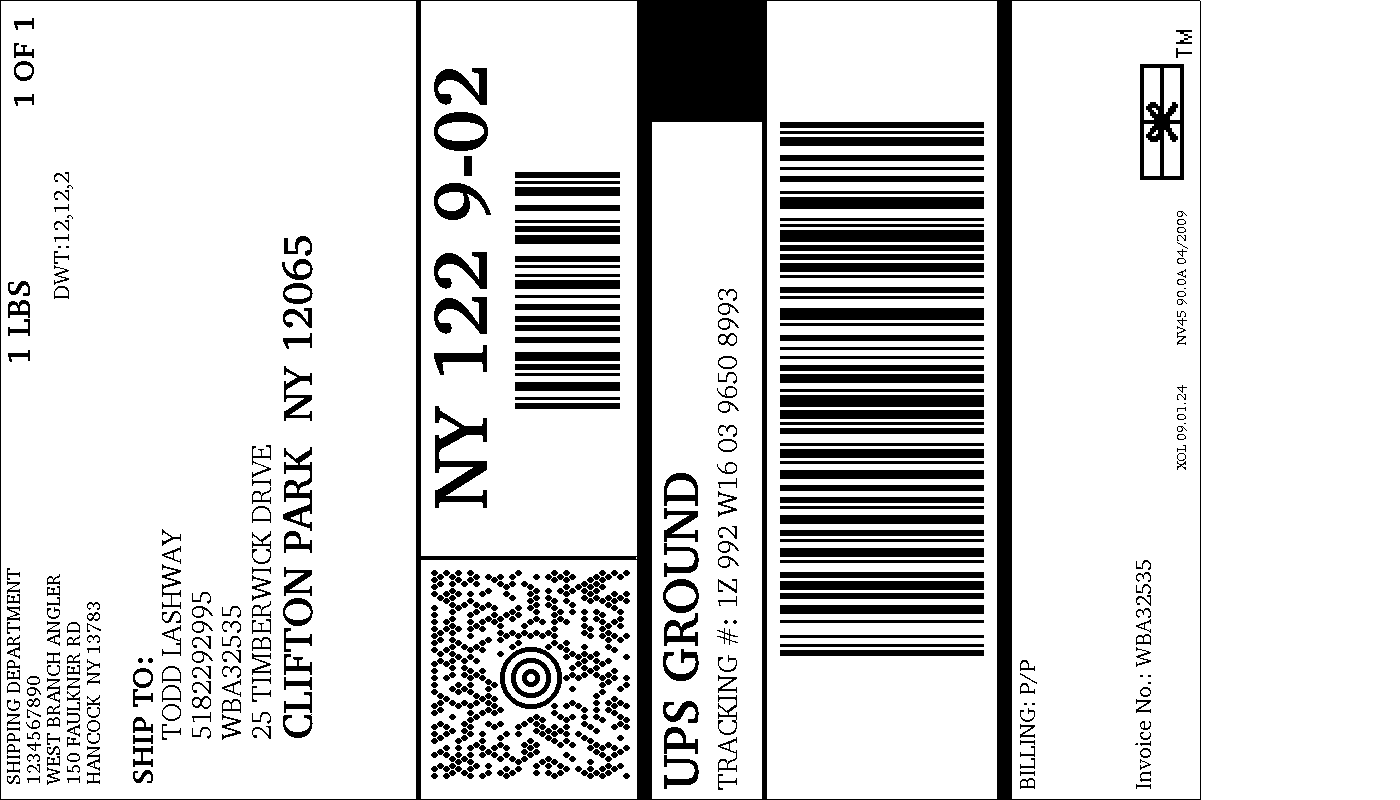 SHIPPING DEPARTMENT
1234567890
WEST BRANCH ANGLER
150 FAULKNER RD
HANCOCK  NY 13783
1 LBS
1 OF 1
DWT:12,12,2
SHIP TO:
TODD LASHWAY
5182292995
WBA32535
25 TIMBERWICK DRIVE
CLIFTON PARK  NY 12065
NY 122 9-02
UPS GROUND
TRACKING #: 1Z 992 W16 03 9650 8993
BILLING: P/P
Invoice No.: WBA32535
XOL 09.01.24
NV45 90.0A 04/2009
TM